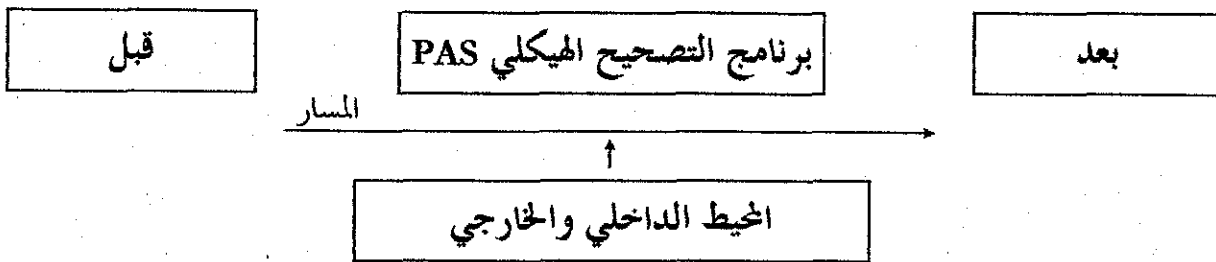 قبل
برنامج التصحيح الهيكلي PAS
بعد
المسار
المحيط الداخلي والخارجي